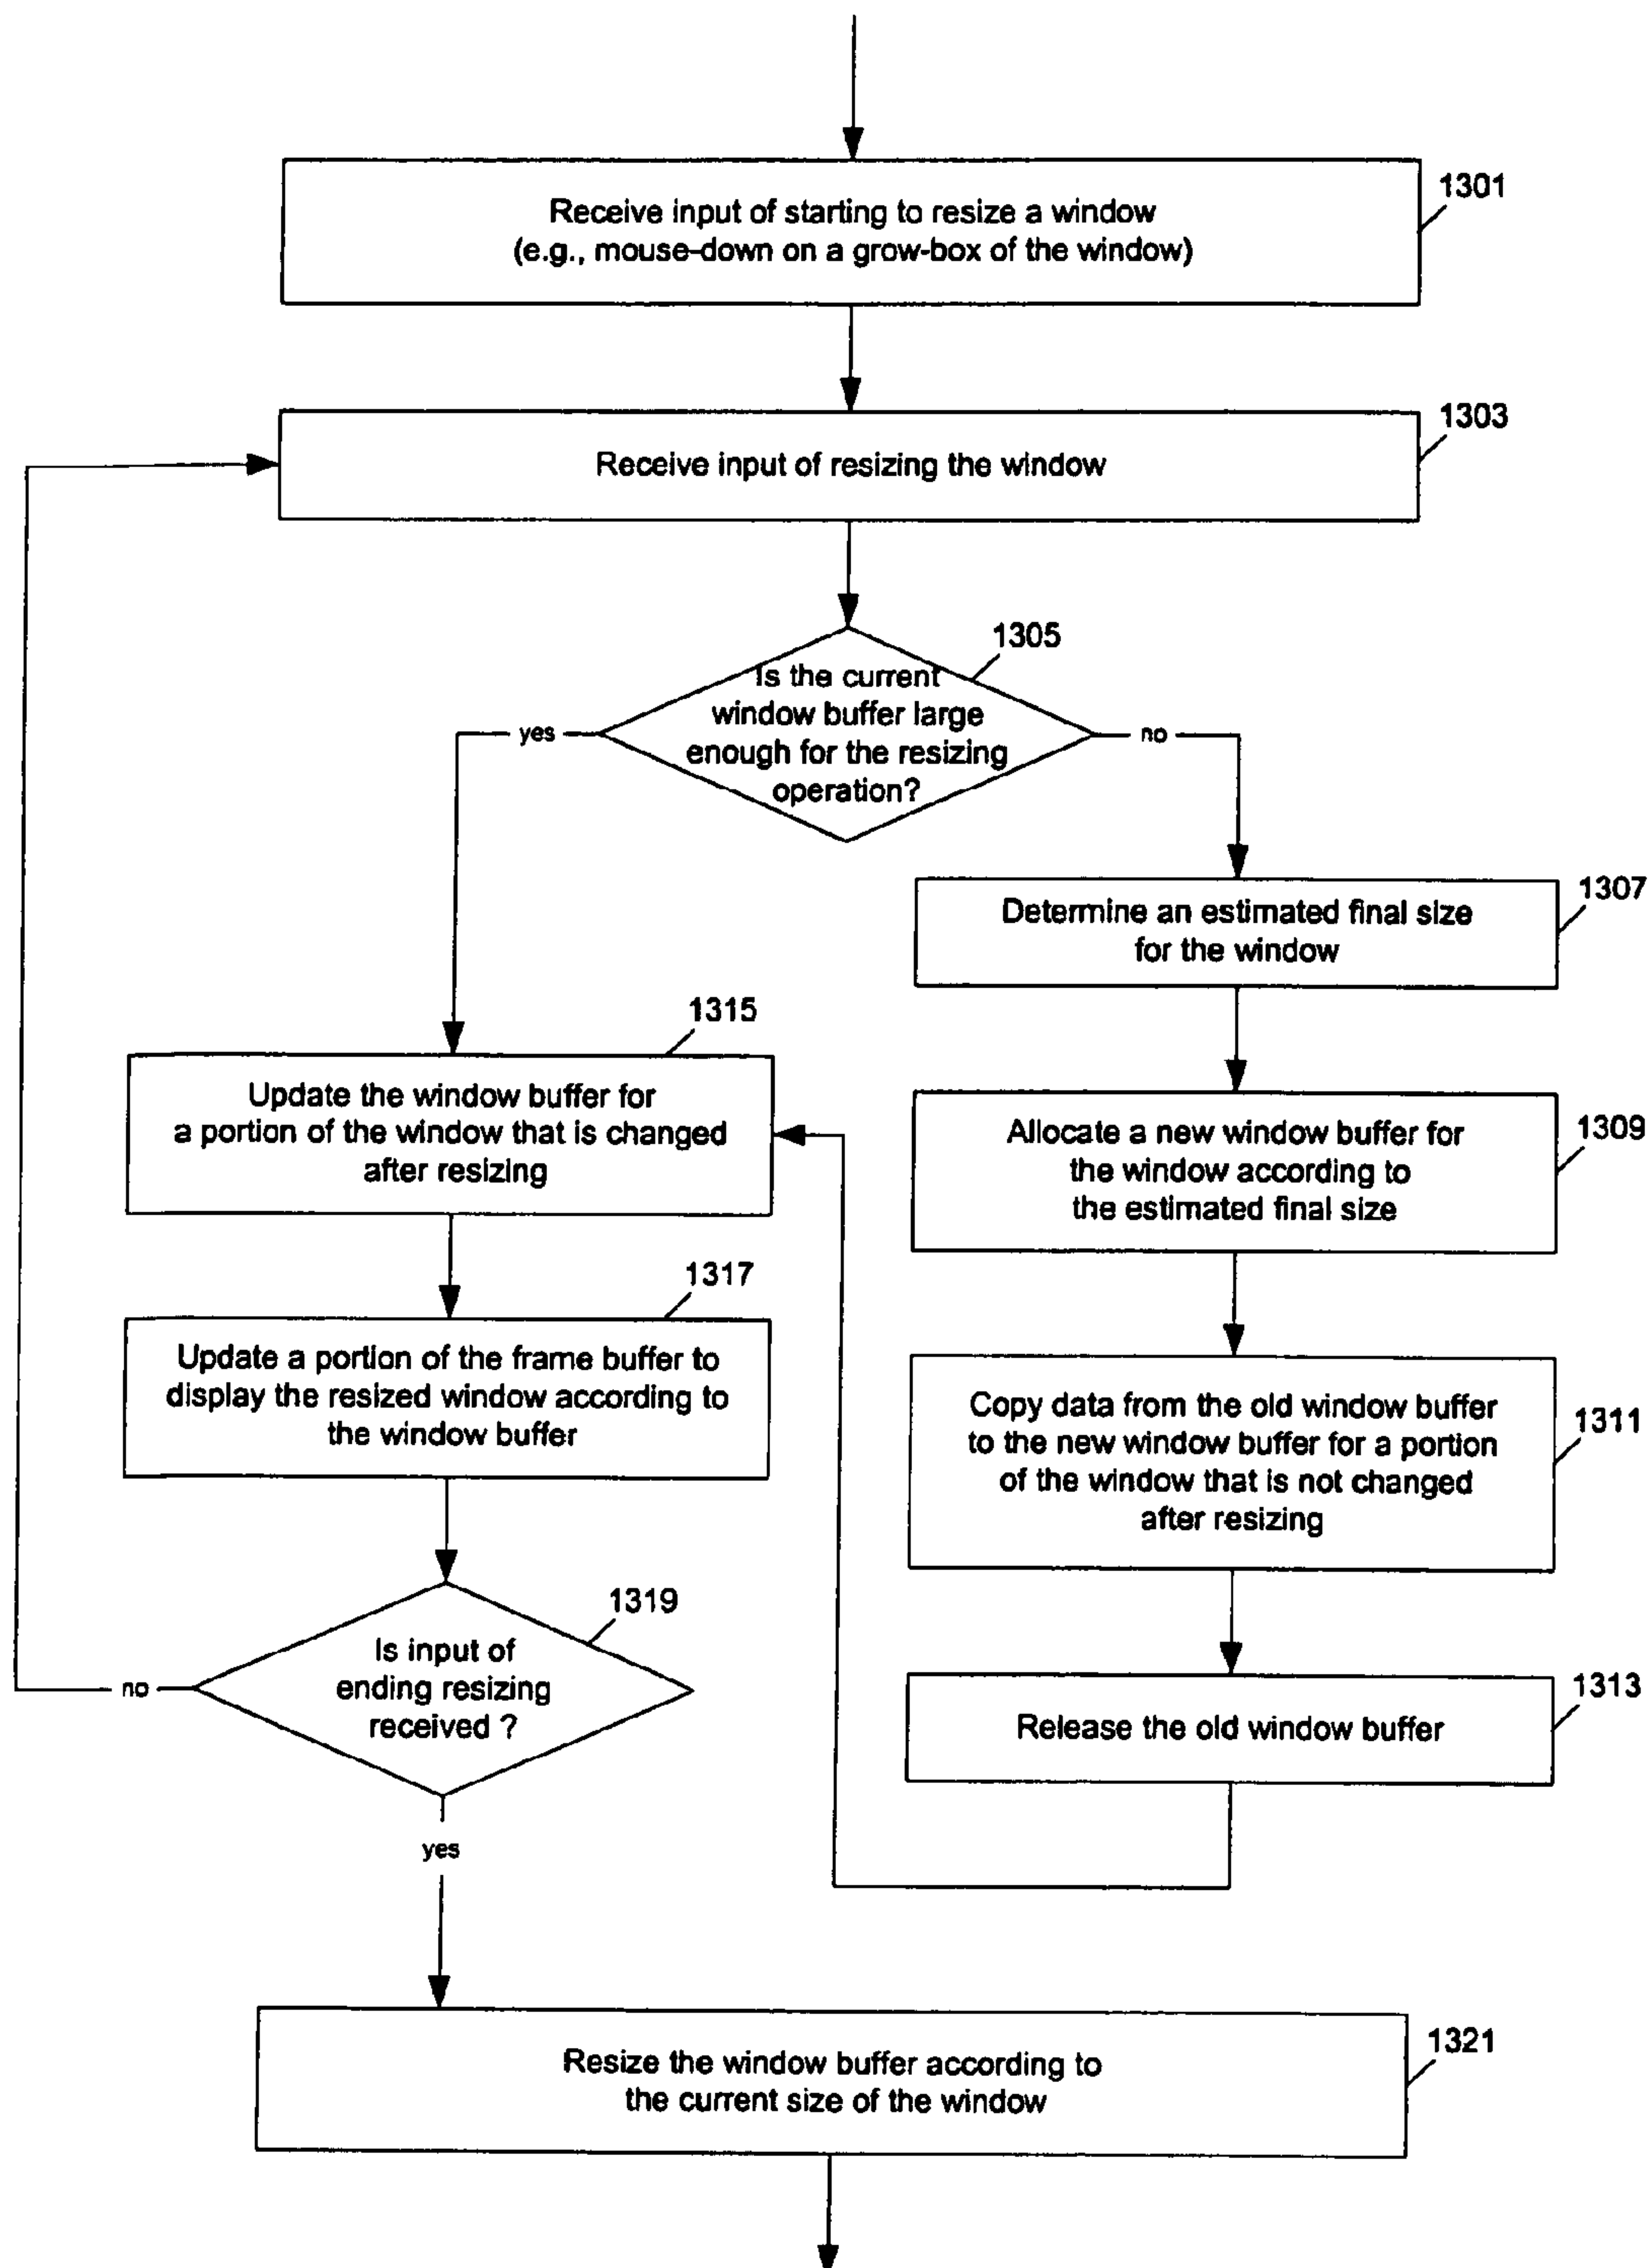 1301
Receive input of starting to resize a window
(e.g., mouse-down on a grow-box of the window)
1303
Receive input of resizing the window
1305
Is the current
window buffer large
enough for the resizing
operation?
yes
no
1307
Determine an estimated final size
for the window
1315
Update the window buffer for
a portion of the window that is changed
after resizing
1309
Allocate a new window buffer for
the window according to
the estimated final size
1317
Update a portion of the frame buffer to
display the resized window according to
the window buffer
1311
Copy data from the old window buffer
to the new window buffer for a portion
of the window that is not changed
after resizing
1319
Is input of
ending resizing
received ?
no
1313
Release the old window buffer
yes
1321
Resize the window buffer according to
the current size of the window